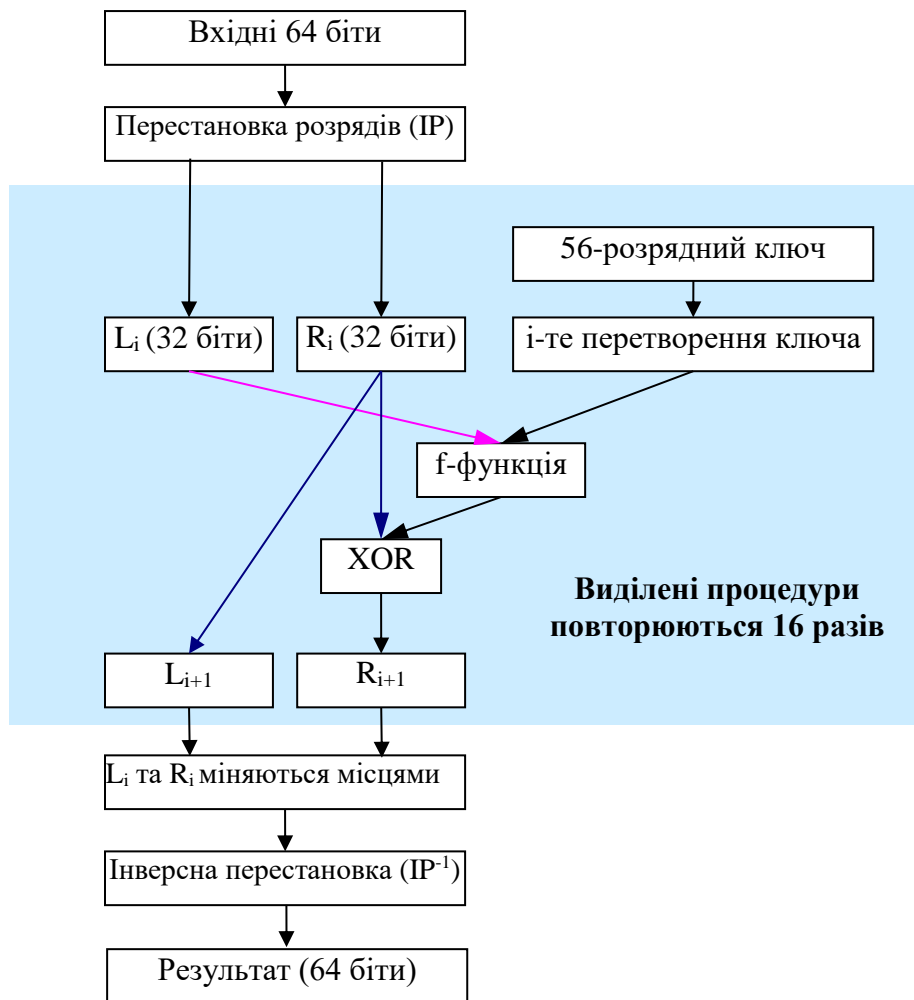 Вхідні 64 біти
Перестановка розрядів (IP)
56-розрядний ключ
Lᵢ (32 біти)
Rᵢ (32 біти)
і-те перетворення ключа
f-функція
XOR
Виділені процедури
повторюються 16 разів
Lᵢ₊₁
Rᵢ₊₁
Lᵢ та Rᵢ міняються місцями
Інверсна перестановка (IP⁻¹)
Результат (64 біти)